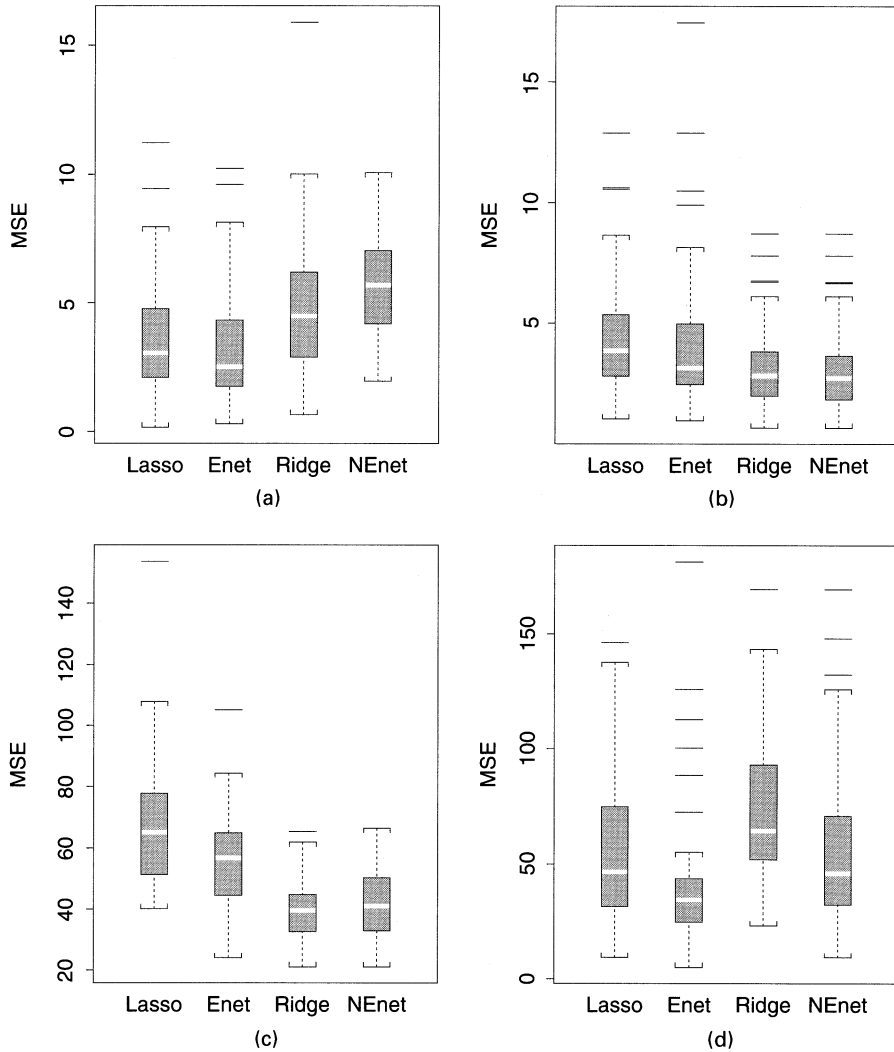 MSE
15
10
5
0
Lasso Enet Ridge NEnet
(a)
MSE
15
10
5
Lasso Enet Ridge NEnet
(b)
MSE
140
120
100
80
60
40
20
Lasso Enet Ridge NEnet
(c)
MSE
150
100
50
0
Lasso Enet Ridge NEnet
(d)